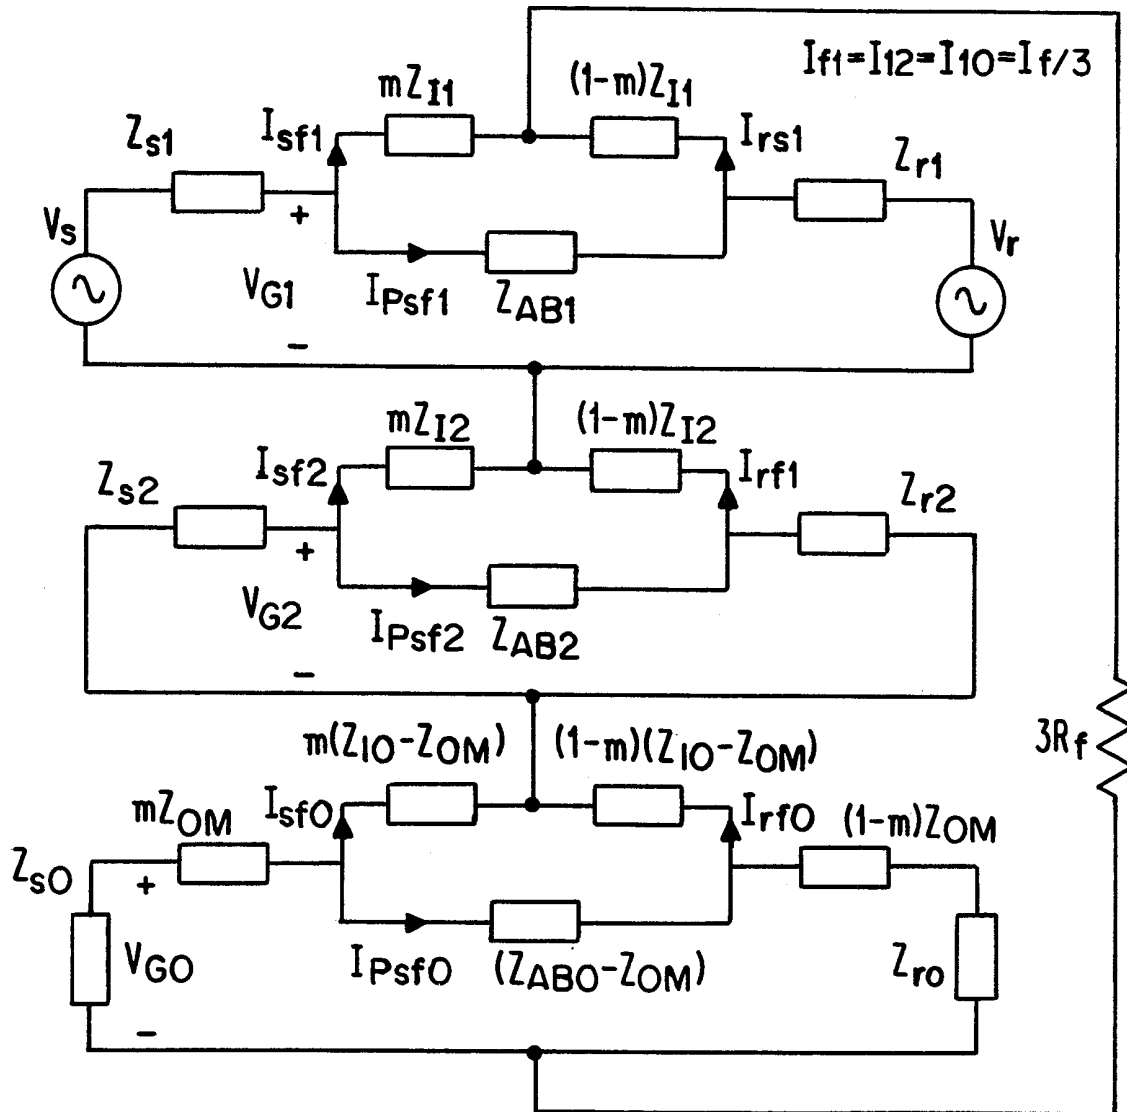 If1=I12=I10=If/3
mZI1
(1-m)ZI1
Isf1
Irs1
Zs1
Zr1
Vs
Vr
+
VG1
IPsf1
ZAB1
−
mZI2
(1-m)ZI2
Isf2
Irf1
Zs2
Zr2
+
VG2
IPsf2
ZAB2
−
m(ZIO-ZOM)
(1-m)(ZIO-ZOM)
3Rf
mZOM
IsfO
IrfO
(1-m)ZOM
ZsO
+
VGO
IPsfO
(ZABO-ZOM)
Zro
−